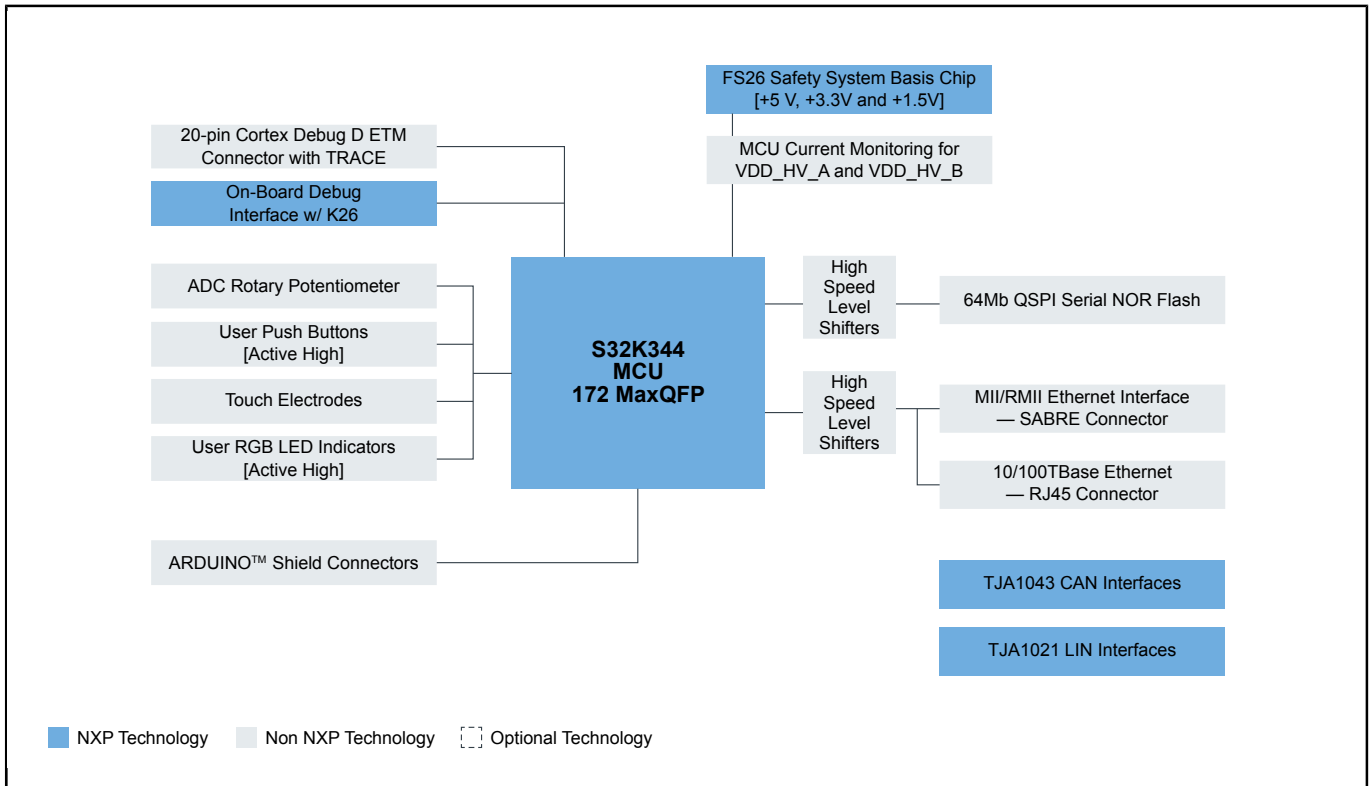 FS26 Safety System Basis Chip
[+5 V, +3.3V and +1.5V]
20-pin Cortex Debug D ETM
Connector with TRACE
MCU Current Monitoring for
VDD_HV_A and VDD_HV_B
On-Board Debug
Interface w/ K26
ADC Rotary Potentiometer
User Push Buttons
[Active High]
Touch Electrodes
User RGB LED Indicators
[Active High]
ARDUINO™ Shield Connectors
S32K344
MCU
172 MaxQFP
High
Speed
Level
Shifters
64Mb QSPI Serial NOR Flash
High
Speed
Level
Shifters
MII/RMII Ethernet Interface
— SABRE Connector
10/100TBase Ethernet
— RJ45 Connector
TJA1043 CAN Interfaces
TJA1021 LIN Interfaces
NXP Technology
Non NXP Technology
Optional Technology